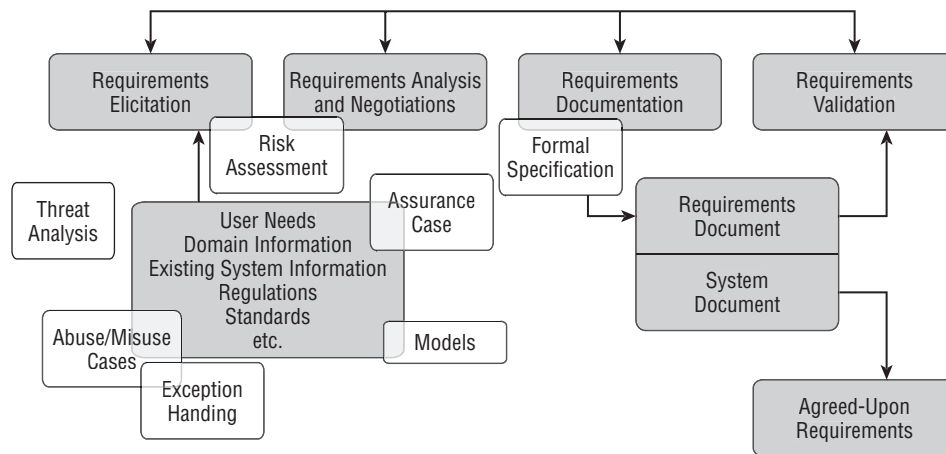 Requirements
Elicitation
Requirements Analysis
and Negotiations
Requirements
Documentation
Requirements
Validation
Risk
Assessment
Formal
Specification
Threat
Analysis
Assurance
Case
User Needs
Domain Information
Existing System Information
Regulations
Standards
etc.
Requirements
Document
System
Document
Abuse/Misuse
Cases
Models
Exception
Handing
Agreed-Upon
Requirements